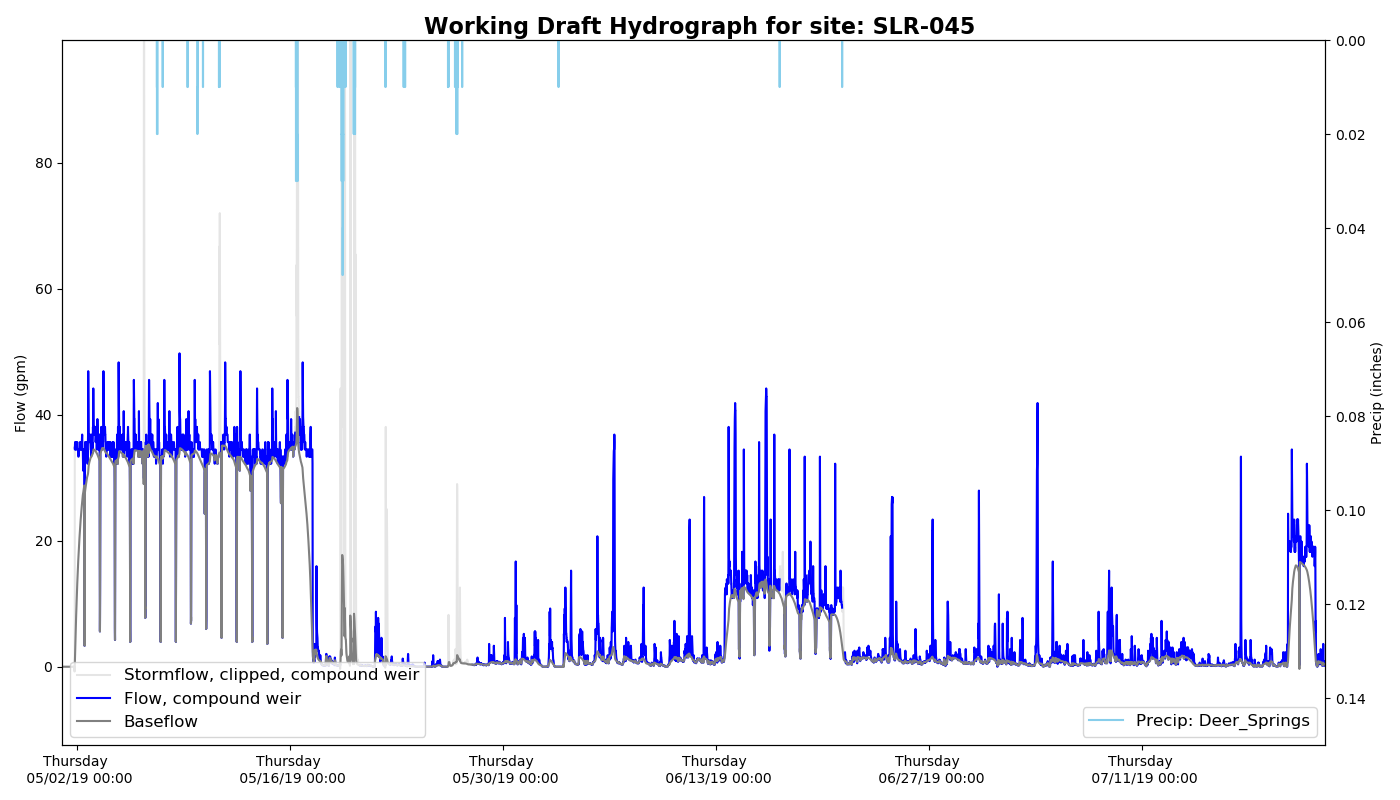 Working Draft Hydrograph for site: SLR-045
Flow (gpm)
80
60
40
20
0
0.00
0.02
0.04
0.06
0.08
0.10
0.12
0.14
Precip (inches)
Stormflow, clipped, compound weir
Flow, compound weir
Baseflow
Precip: Deer_Springs
Thursday
05/02/19 00:00
Thursday
05/16/19 00:00
Thursday
05/30/19 00:00
Thursday
06/13/19 00:00
Thursday
06/27/19 00:00
Thursday
07/11/19 00:00